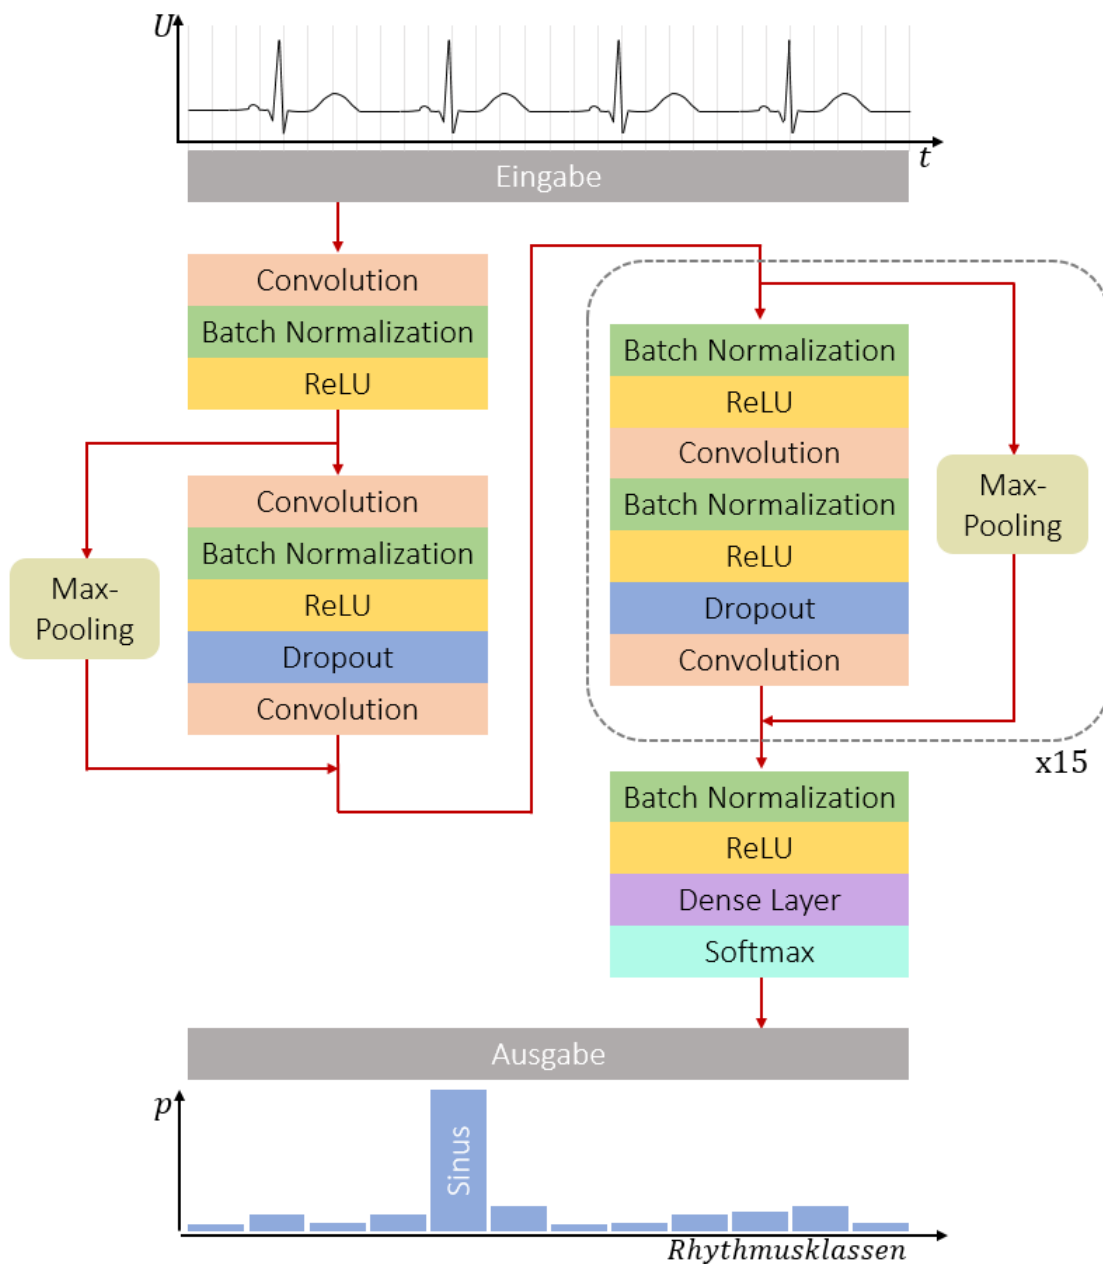 U
t
Eingabe
Convolution
Batch Normalization
ReLU
Convolution
Batch Normalization
ReLU
Dropout
Convolution
Max-
Pooling
Batch Normalization
ReLU
Convolution
Batch Normalization
ReLU
Dropout
Convolution
Max-
Pooling
x15
Batch Normalization
ReLU
Dense Layer
Softmax
Ausgabe
p
Sinus
Rhythmusklassen